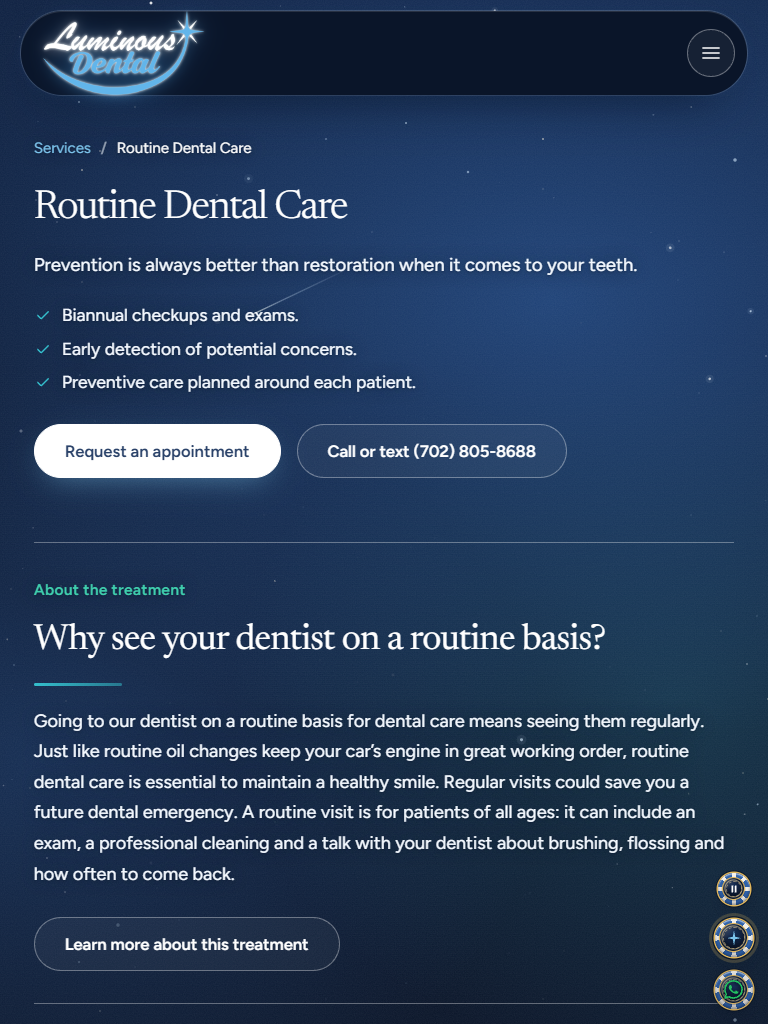 Luminous
Dental
Services / Routine Dental Care
Routine Dental Care
Prevention is always better than restoration when it comes to your teeth.
Biannual checkups and exams.
Early detection of potential concerns.
Preventive care planned around each patient.
Request an appointment
Call or text (702) 805-8688
About the treatment
Why see your dentist on a routine basis?
Going to our dentist on a routine basis for dental care means seeing them regularly.
Just like routine oil changes keep your car’s engine in great working order, routine
dental care is essential to maintain a healthy smile. Regular visits could save you a
future dental emergency. A routine visit is for patients of all ages: it can include an
exam, a professional cleaning and a talk with your dentist about brushing, flossing and
how often to come back.
Learn more about this treatment